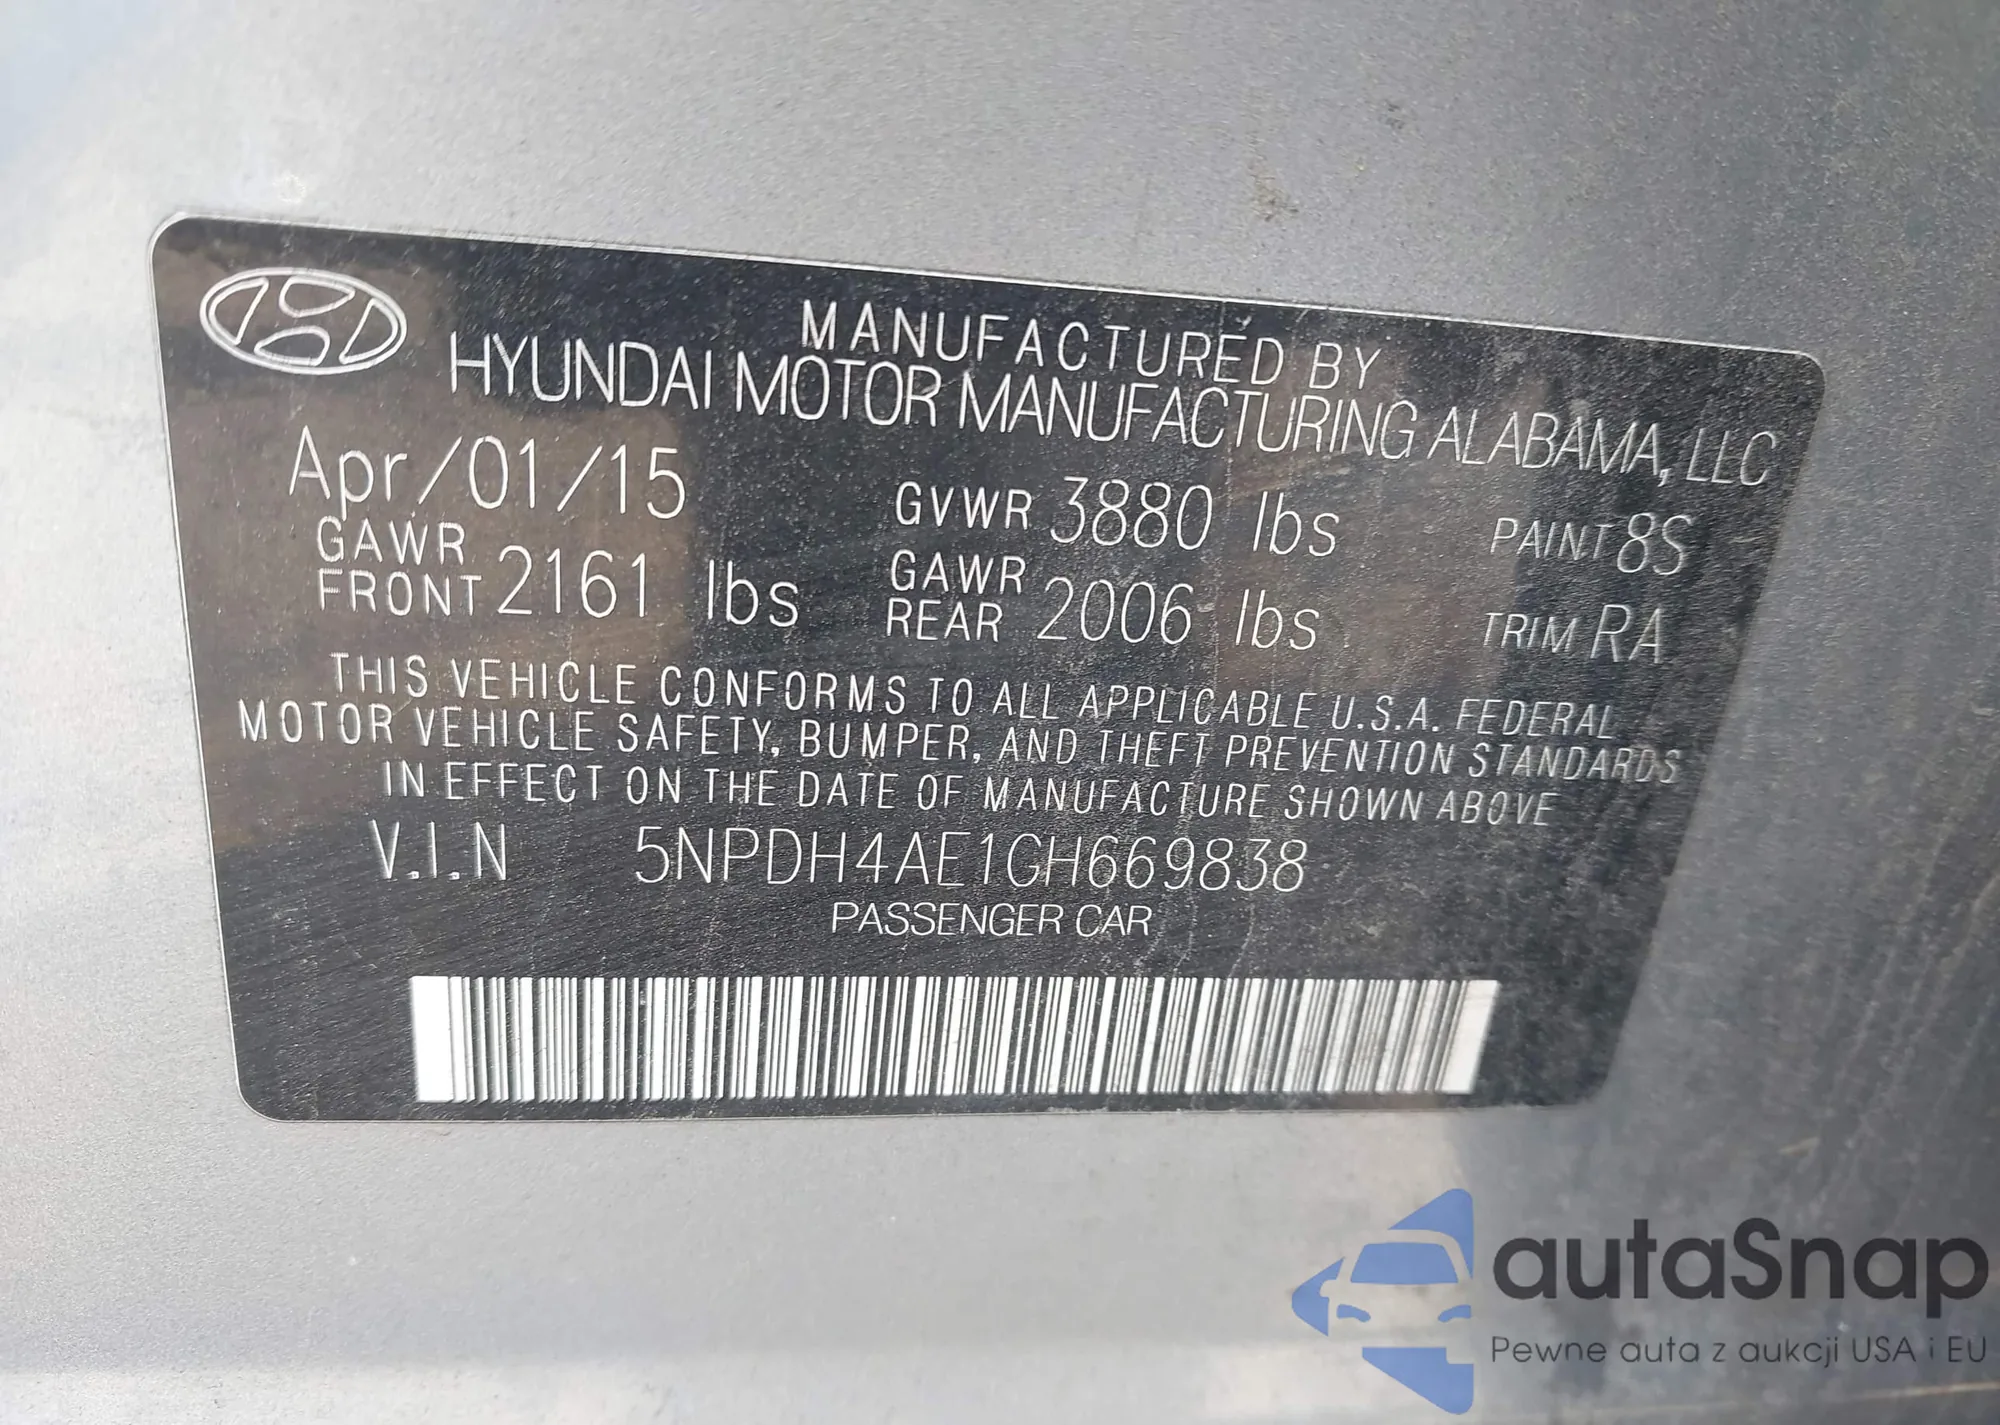 MANUFACTURED BY
HYUNDAI MOTOR MANUFACTURING ALABAMA, LLC
Apr/01/15 GVWR 3880 lbs PAINT 8S
GAWR FRONT 2161 lbs GAWR REAR 2006 lbs TRIM RA
THIS VEHICLE CONFORMS TO ALL APPLICABLE U.S.A. FEDERAL
MOTOR VEHICLE SAFETY, BUMPER, AND THEFT PREVENTION STANDARDS
IN EFFECT ON THE DATE OF MANUFACTURE SHOWN ABOVE
V.I.N 5NPDH4AE1GH669838
PASSENGER CAR
autaSnap
Pewne auta z aukcji USA i EU